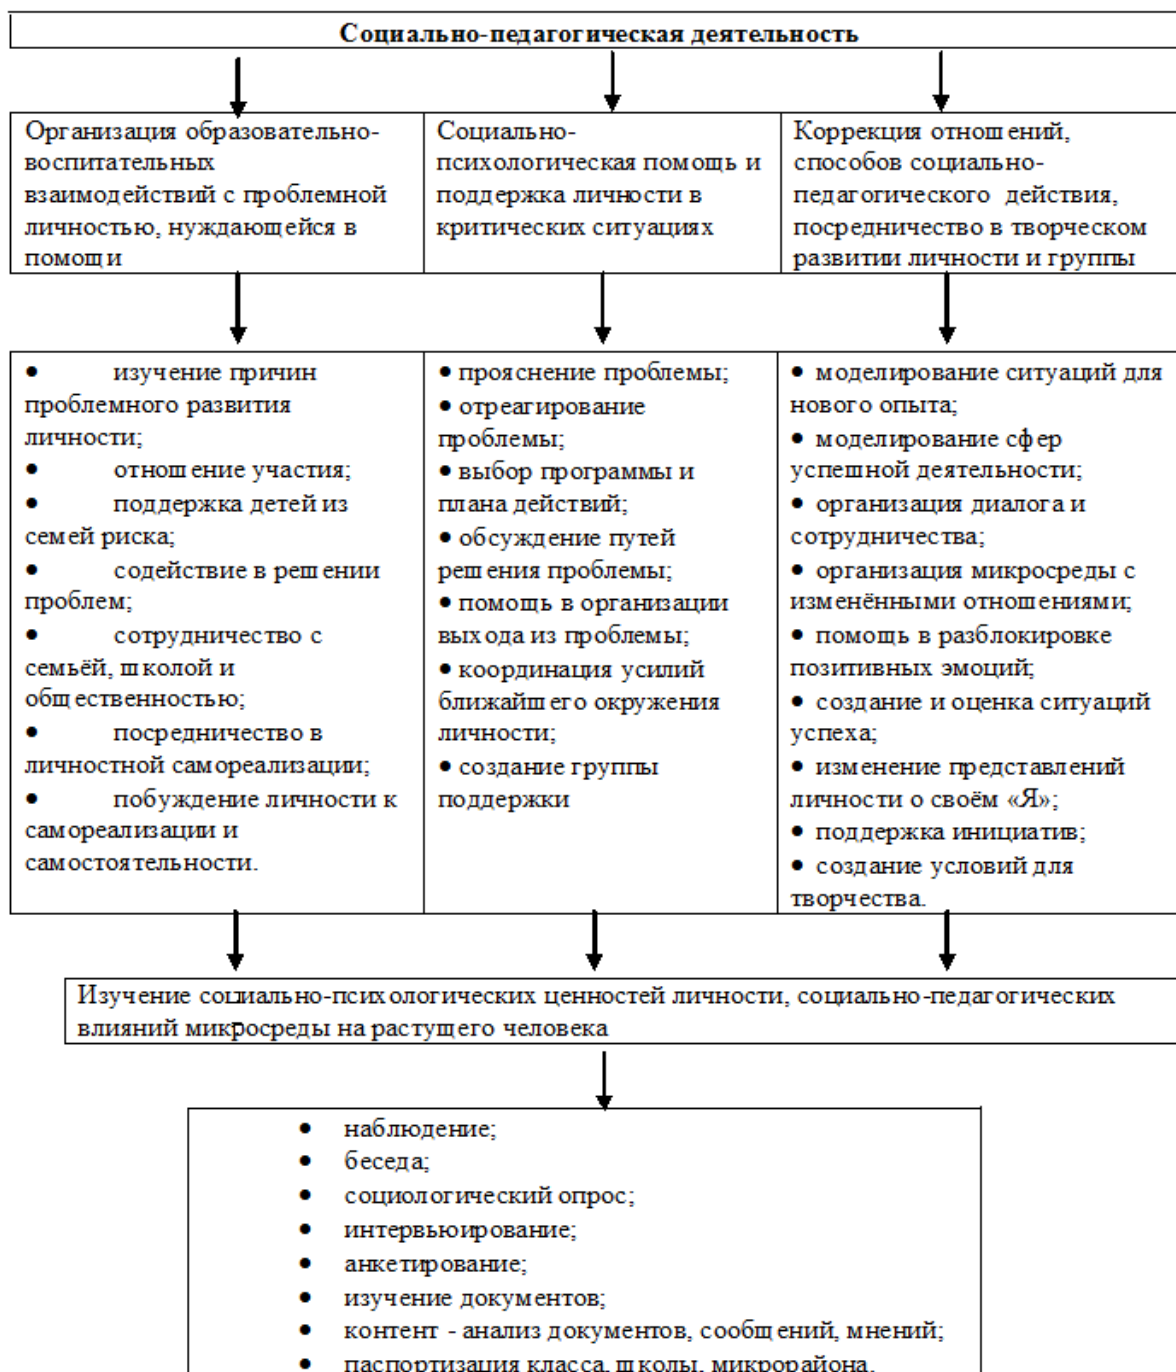 Социально-педагогическая деятельность
Организация образовательно-
воспитательных
взаимодействий с проблемной
личностью, нуждающейся в
помощи
Социально-
психологическая помощь и
поддержка личности в
критических ситуациях
Коррекция отношений,
способов социально-
педагогического действия,
посредничество в творческом
развитии личности и группы
• изучение причин
проблемного развития
личности;
• отношение участия;
• поддержка детей из
семей риска;
• содействие в решении
проблем;
• сотрудничество с
семьёй, школой и
общественностью;
• посредничество в
личностной самореализации;
• побуждение личности к
самореализации и
самостоятельности.
• прояснение проблемы;
• отреагирование
проблемы;
• выбор программы и
плана действий;
• обсуждение путей
решения проблемы;
• помощь в организации
выхода из проблемы;
• координация усилий
ближайшего окружения
личности;
• создание группы
поддержки
• моделирование ситуаций для
нового опыта;
• моделирование сфер
успешной деятельности;
• организация диалога и
сотрудничества;
• организация микросреды с
изменёнными отношениями;
• помощь в разблокировке
позитивных эмоций;
• создание и оценка ситуаций
успеха;
• изменение представлений
личности о своём «Я»;
• поддержка инициатив;
• создание условий для
творчества.
Изучение социально-психологических ценностей личности, социально-педагогических
влияний микросреды на растущего человека
• наблюдение;
• беседа;
• социологический опрос;
• интервьюирование;
• анкетирование;
• изучение документов;
• контент - анализ документов, сообщений, мнений;
• паспортизация класса, школы, микрорайона.